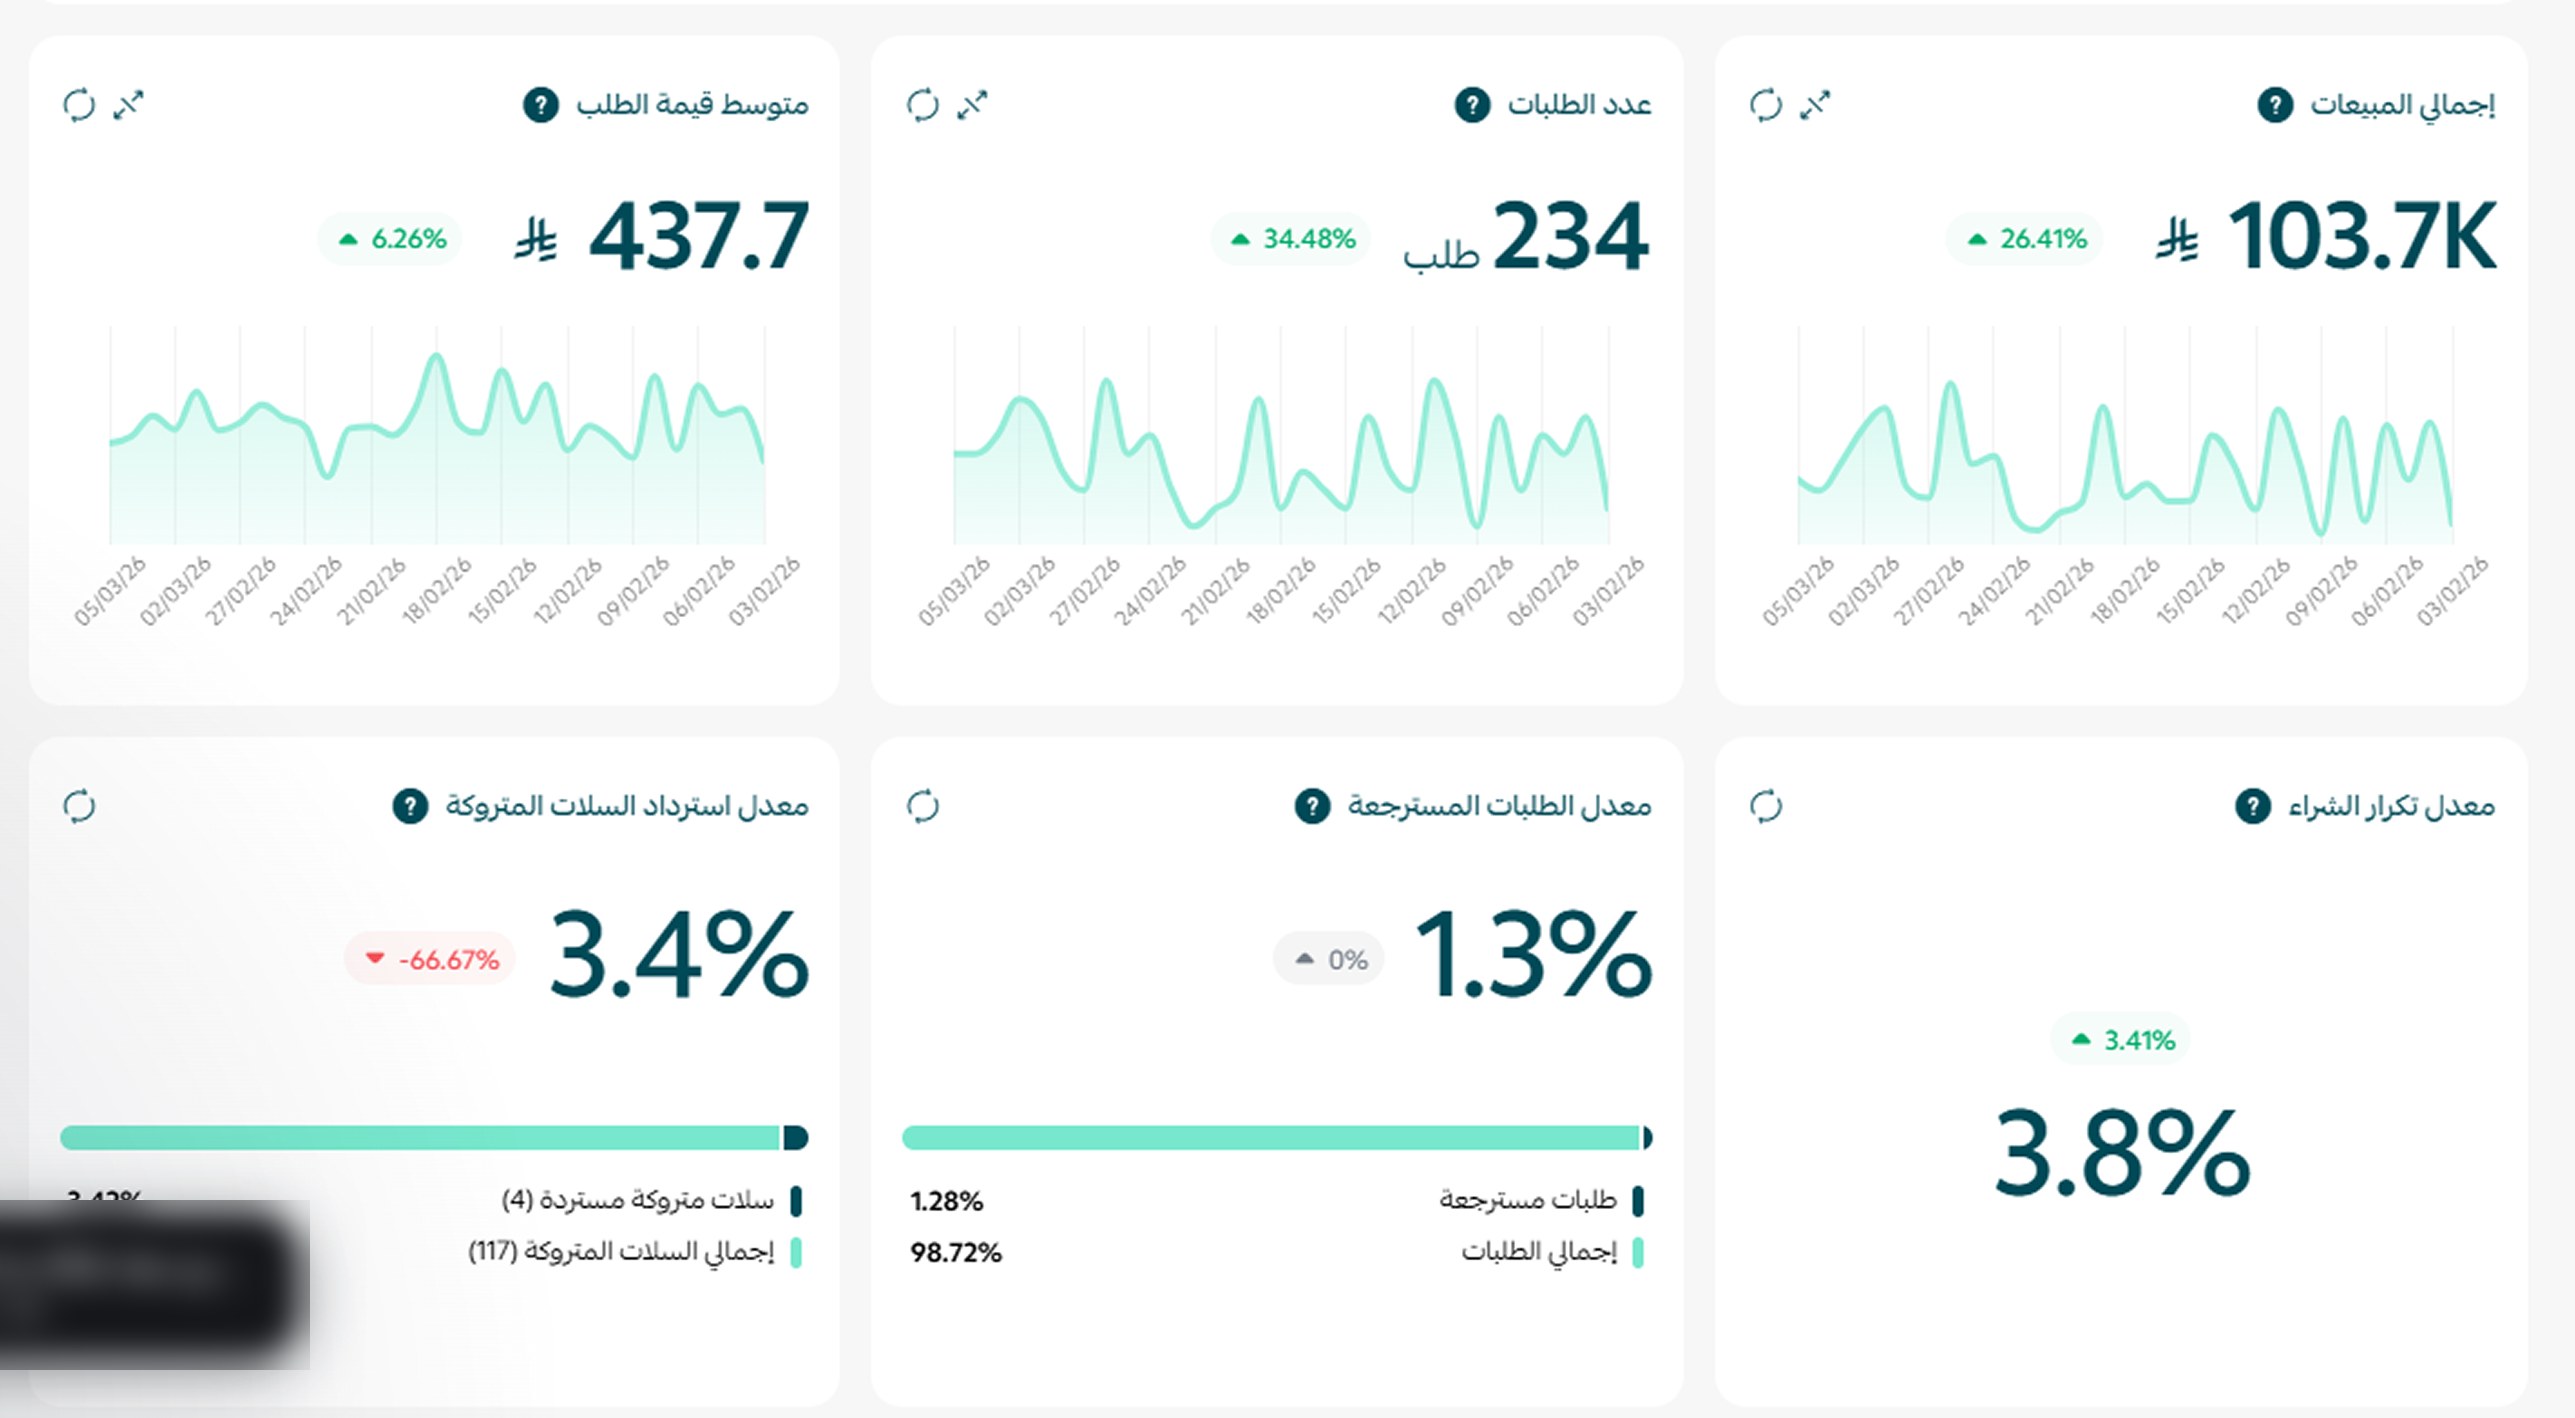 إجمالي المبيعات ?
103.7K 26.41%
03/02/26 06/02/26 09/02/26 12/02/26 15/02/26 18/02/26 21/02/26 24/02/26 27/02/26 02/03/26 05/03/26
عدد الطلبات ?
234 طلب 34.48%
03/02/26 06/02/26 09/02/26 12/02/26 15/02/26 18/02/26 21/02/26 24/02/26 27/02/26 02/03/26 05/03/26
متوسط قيمة الطلب ?
437.7 6.26%
03/02/26 06/02/26 09/02/26 12/02/26 15/02/26 18/02/26 21/02/26 24/02/26 27/02/26 02/03/26 05/03/26
معدل تكرار الشراء ?
3.41%
3.8%
معدل الطلبات المسترجعة ?
1.3% 0%
طلبات مسترجعة 1.28%
إجمالي الطلبات 98.72%
معدل استرداد السلات المتروكة ?
3.4% -66.67%
سلات متروكة مستردة (4)
إجمالي السلات المتروكة (117)